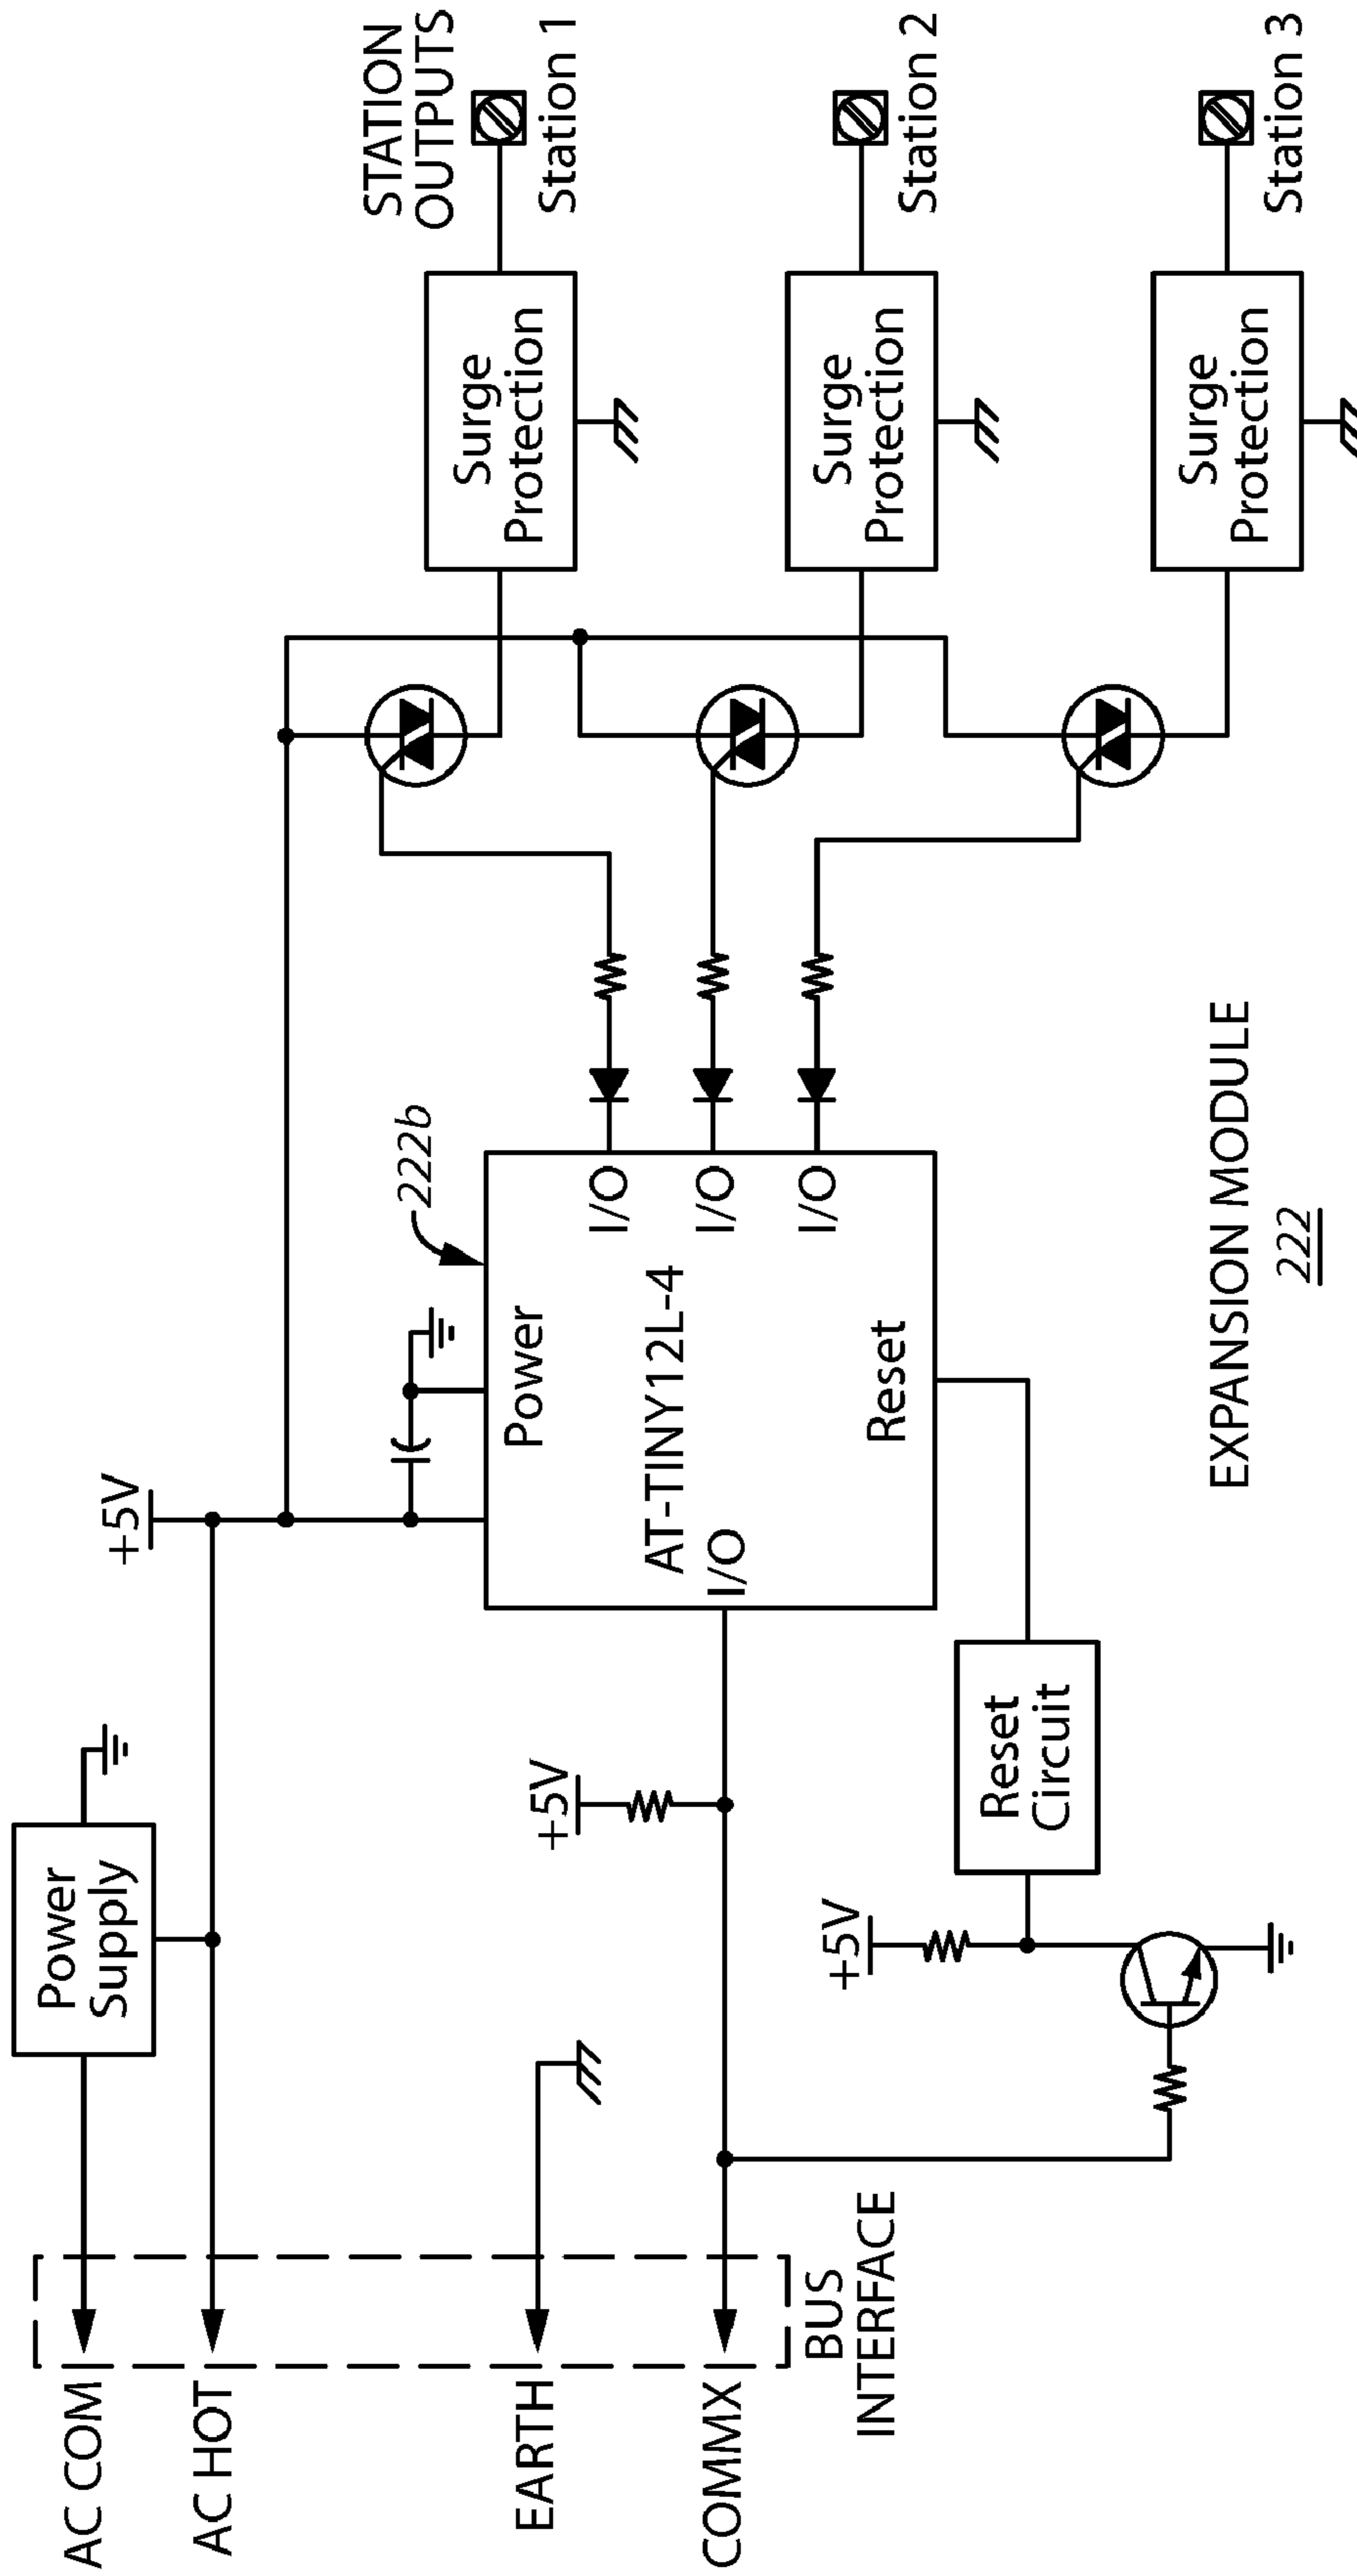 AC COM
AC HOT
EARTH
COMMX
BUS
INTERFACE
Power
Supply
+5V
+5V
+5V
Reset
Circuit
222b
Power
AT-TINY12L-4
I/O
Reset
I/O
I/O
I/O
STATION
OUTPUTS
Surge
Protection
Station 1
Surge
Protection
Station 2
Surge
Protection
Station 3
EXPANSION MODULE
222